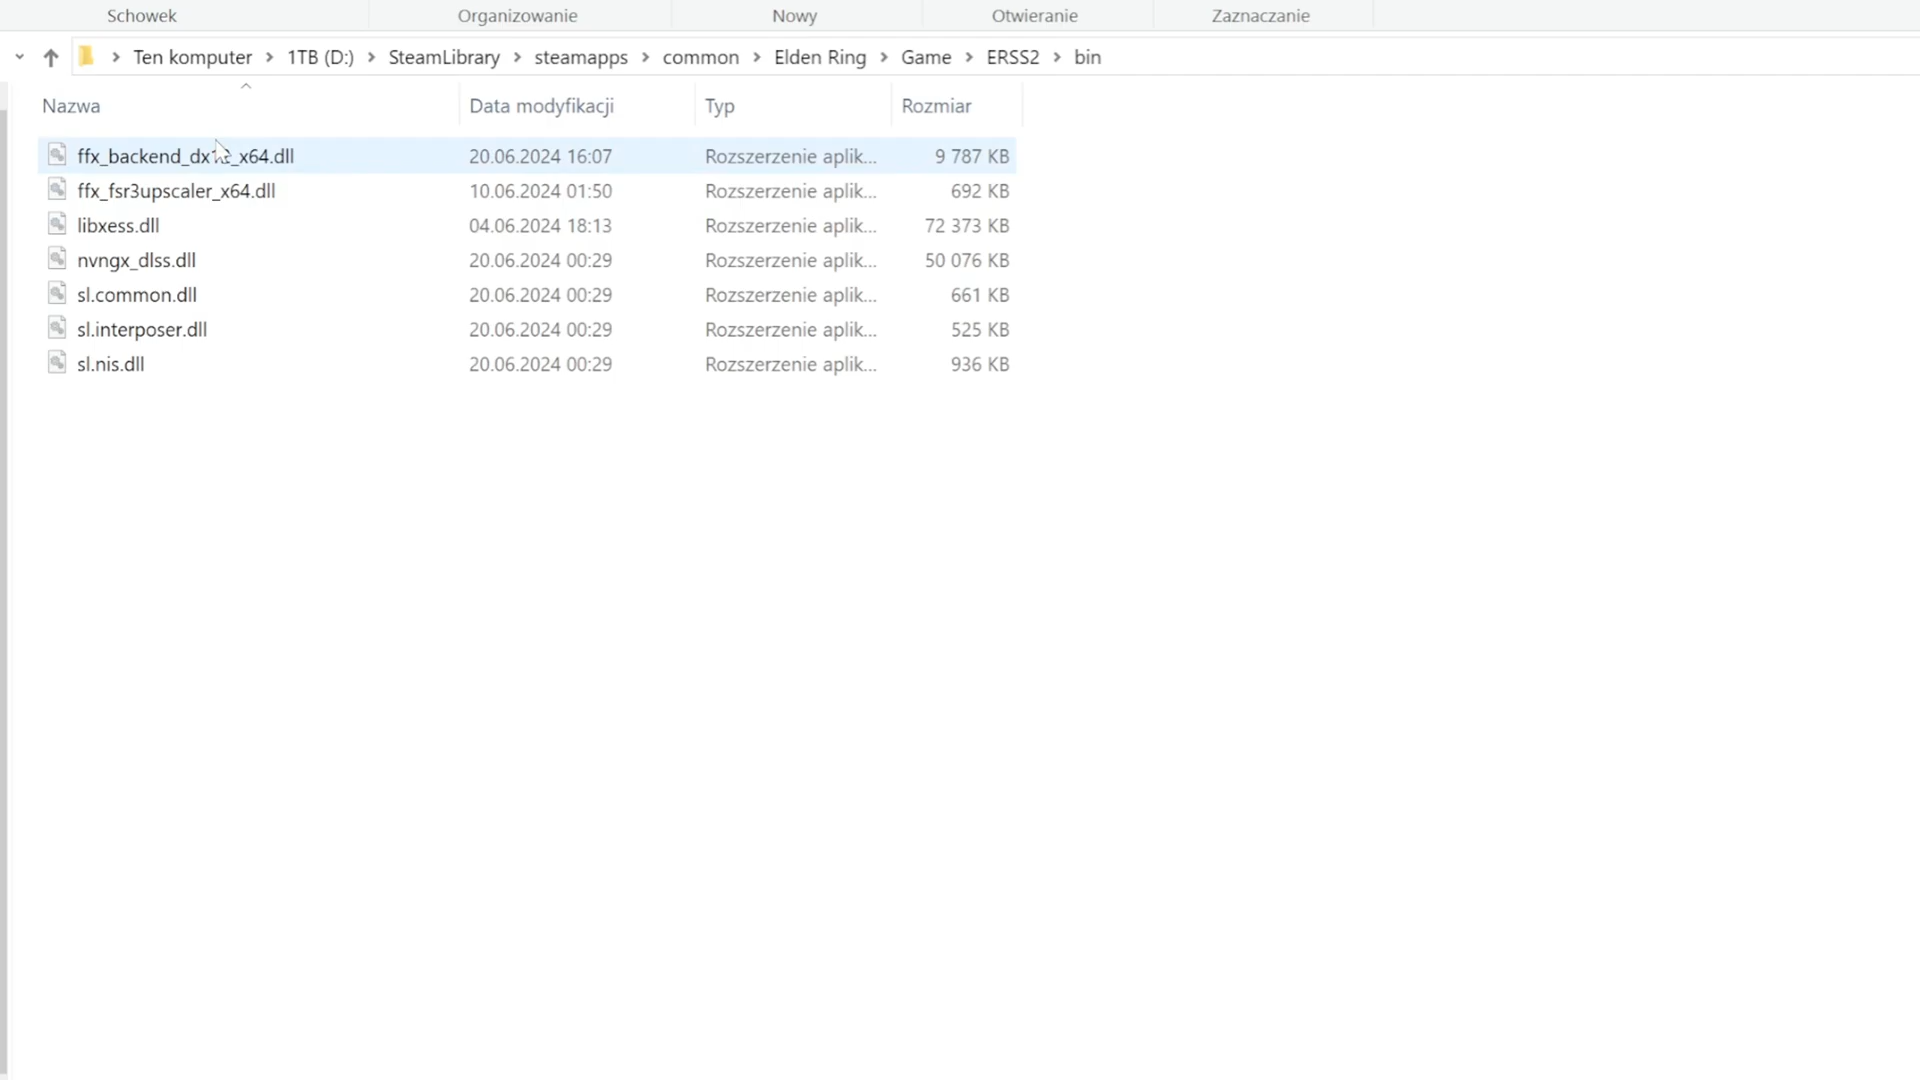 Schowek Organizowanie Nowy Otwieranie Zaznaczanie
Ten komputer 1TB (D:) SteamLibrary steamapps common Elden Ring Game ERSS2 bin
Nazwa Data modyfikacji Typ Rozmiar
20.06.2024 16:07 Rozszerzenie aplik... 9 787 KB
ffx_fsr3upscaler_x64.dll 10.06.2024 01:50 Rozszerzenie aplik... 692 KB
libxess.dll 04.06.2024 18:13 Rozszerzenie aplik... 72 373 KB
nvngx_dlss.dll 20.06.2024 00:29 Rozszerzenie aplik... 50 076 KB
sl.common.dll 20.06.2024 00:29 Rozszerzenie aplik... 661 KB
sl.interposer.dll 20.06.2024 00:29 Rozszerzenie aplik... 525 KB
sl.nis.dll 20.06.2024 00:29 Rozszerzenie aplik... 936 KB